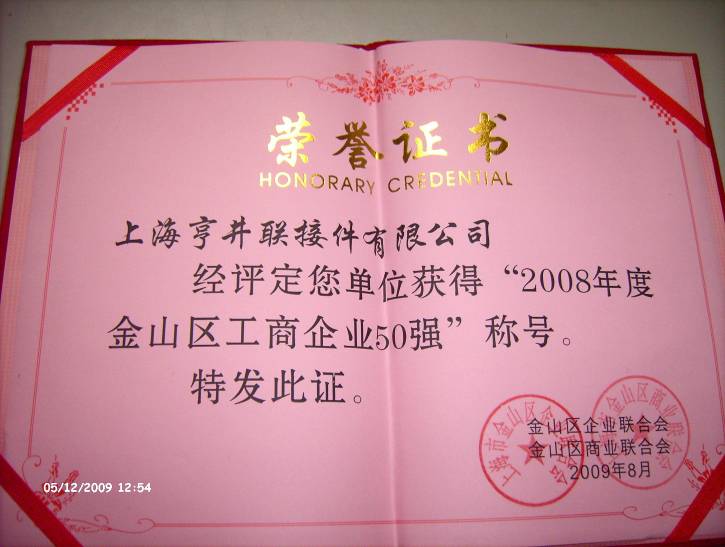 荣誉证书
HONORARY CREDENTIAL
上海亨井联接件有限公司
经评定您单位获得“2008年度
金山区工商企业50强”称号。
特发此证。
金山区企业联合会
金山区商业联合会
2009年8月
05/12/2009 12:54